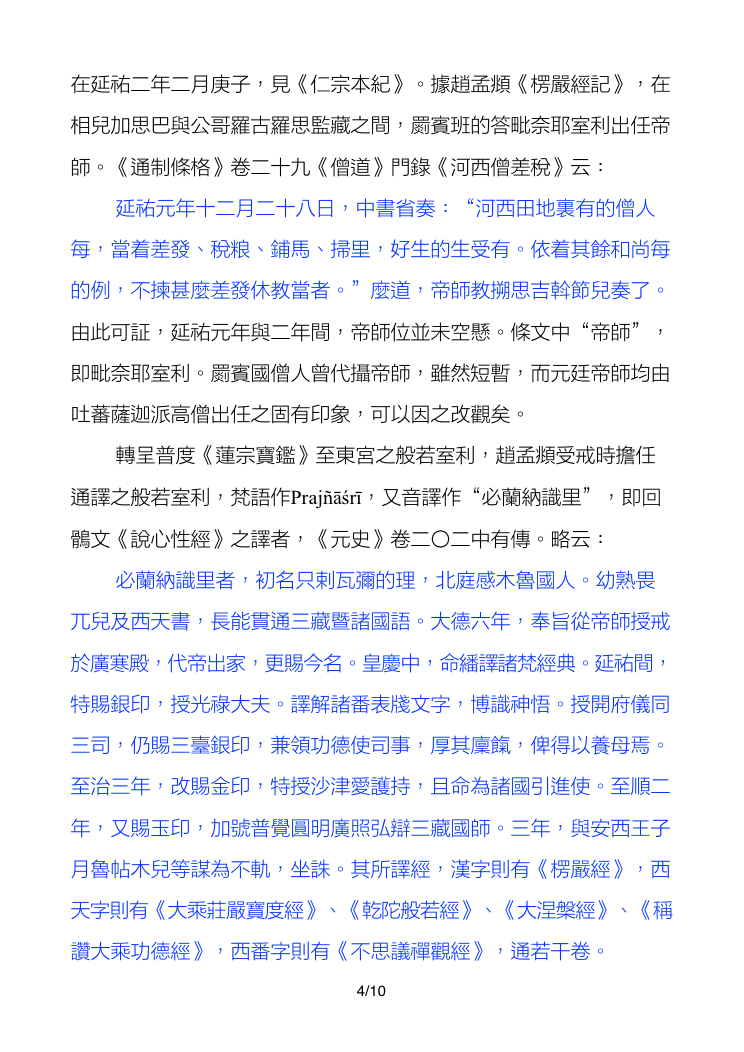 在延祐二年二月庚子，見《仁宗本紀》。據趙孟頫《楞嚴經記》，在
相兒加思巴與公哥羅古羅思監藏之間，罽賓班的答毗奈耶室利出任帝
師。《通制條格》卷二十九《僧道》門錄《河西僧差稅》云：
延祐元年十二月二十八日，中書省奏：“河西田地裏有的僧人
每，當着差發、稅粮、鋪馬、掃里，好生的生受有。依着其餘和尚每
的例，不揀甚麼差發休教當者。”麼道，帝師教搠思吉斡節兒奏了。
由此可証，延祐元年與二年間，帝師位並未空懸。條文中“帝師”，
即毗奈耶室利。罽賓國僧人曾代攝帝師，雖然短暫，而元廷帝師均由
吐蕃薩迦派高僧出任之固有印象，可以因之改觀矣。
轉呈普度《蓮宗寶鑑》至東宮之般若室利，趙孟頫受戒時擔任
通譯之般若室利，梵語作Prajñāśrī，又音譯作“必蘭納識里”，即回
鶻文《說心性經》之譯者，《元史》卷二〇二中有傳。略云：
必蘭納識里者，初名只剌瓦彌的理，北庭感木魯國人。幼熟畏
兀兒及西天書，長能貫通三藏暨諸國語。大德六年，奉旨從帝師授戒
於廣寒殿，代帝出家，更賜今名。皇慶中，命繙譯諸梵經典。延祐間，
特賜銀印，授光祿大夫。譯解諸番表牋文字，博識神悟。授開府儀同
三司，仍賜三臺銀印，兼領功德使司事，厚其廩餼，俾得以養母焉。
至治三年，改賜金印，特授沙津愛護持，且命為諸國引進使。至順二
年，又賜玉印，加號普覺圓明廣照弘辯三藏國師。三年，與安西王子
月魯帖木兒等謀為不軌，坐誅。其所譯經，漢字則有《楞嚴經》，西
天字則有《大乘莊嚴寶度經》、《乾陀般若經》、《大涅槃經》、《稱
讚大乘功德經》，西番字則有《不思議禪觀經》，通若干卷。
4/10